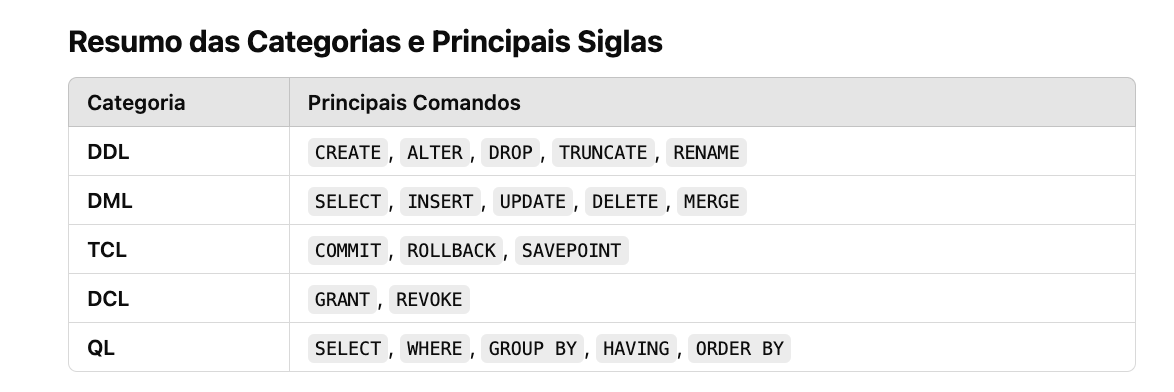 Resumo das Categorias e Principais Siglas
Categoria Principais Comandos
DDL CREATE, ALTER, DROP, TRUNCATE, RENAME
DML SELECT, INSERT, UPDATE, DELETE, MERGE
TCL COMMIT, ROLLBACK, SAVEPOINT
DCL GRANT, REVOKE
QL SELECT, WHERE, GROUP BY, HAVING, ORDER BY